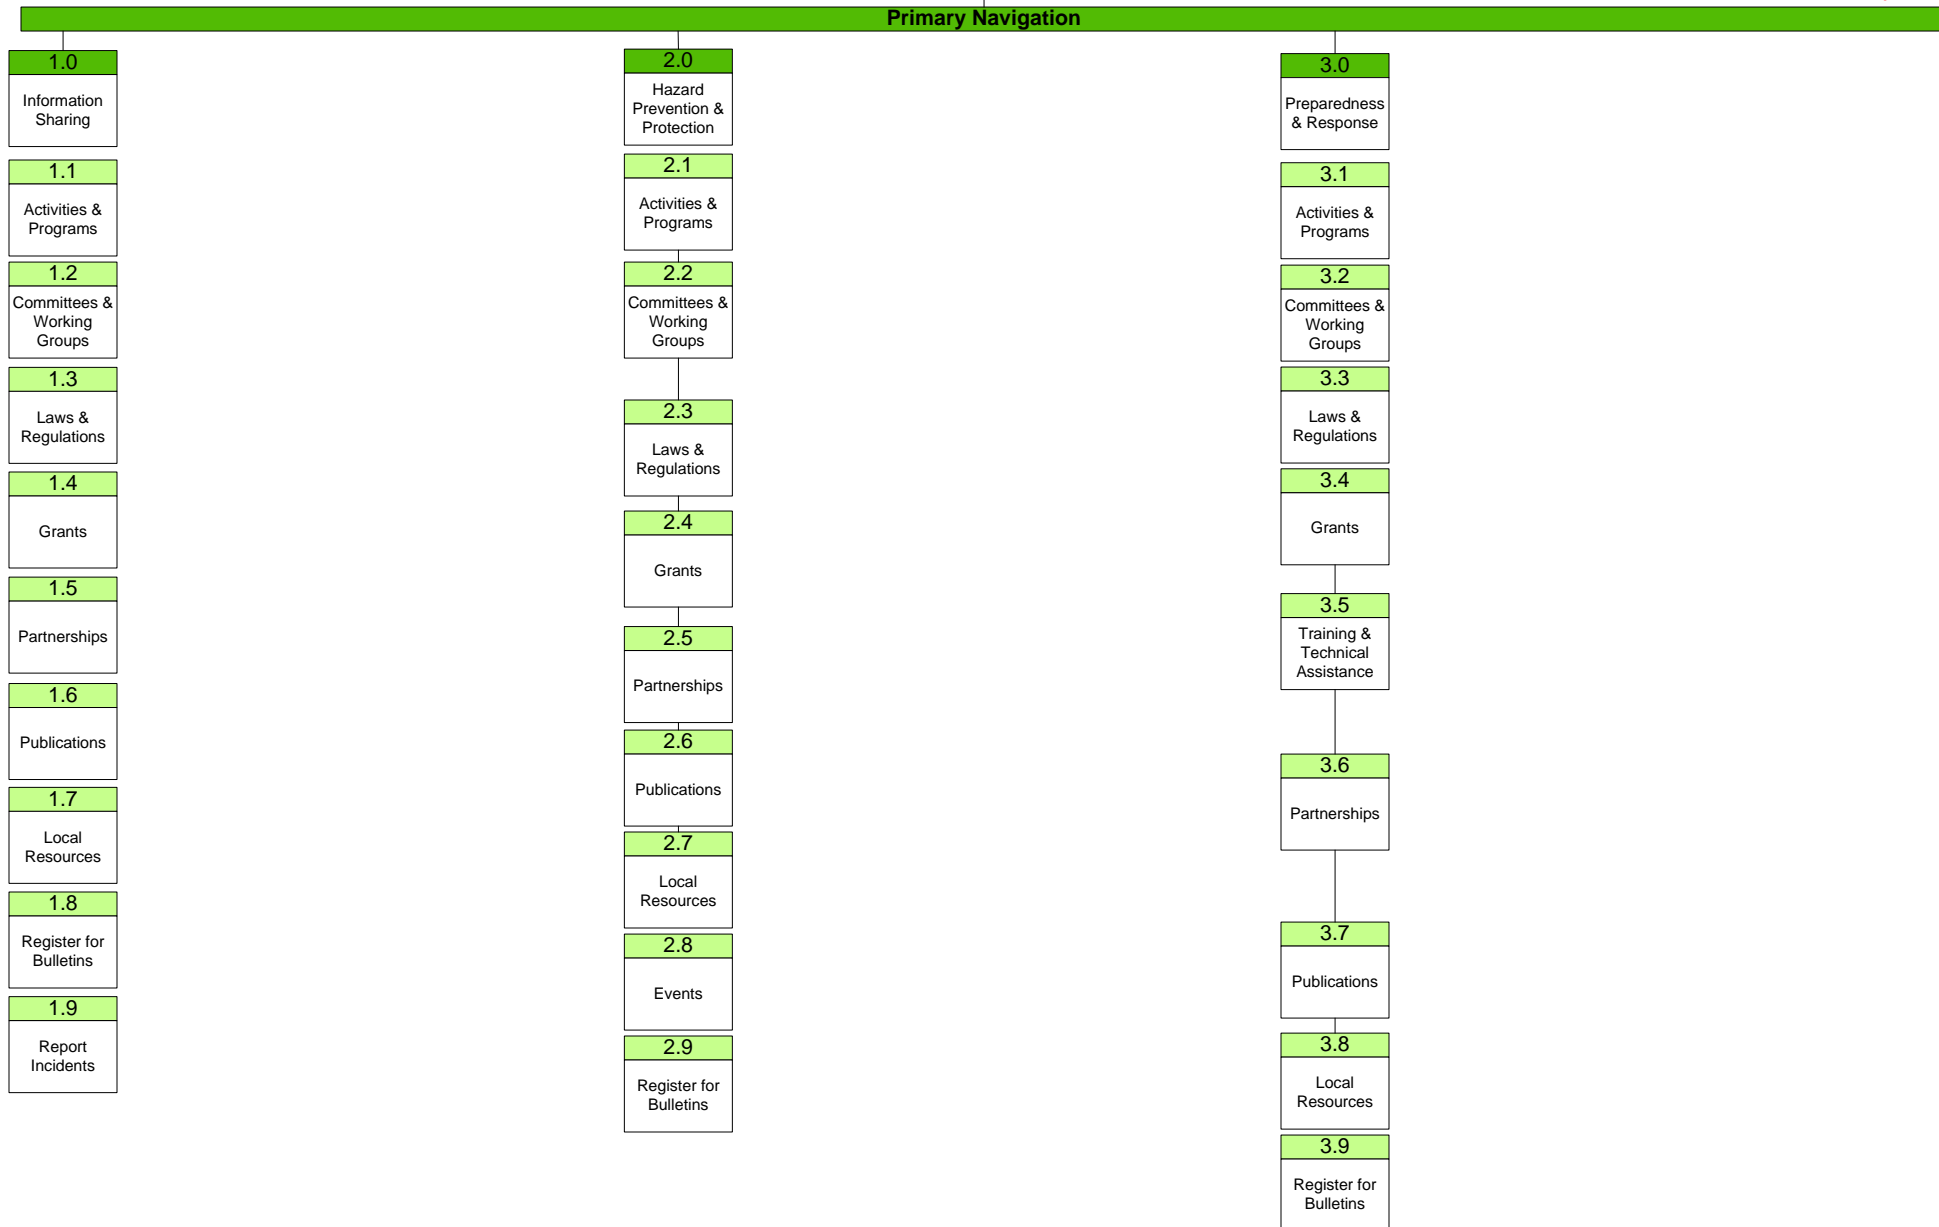 Primary Navigation
1.0
Information
Sharing
1.1
Activities &
Programs
1.2
Committees &
Working
Groups
1.3
Laws &
Regulations
1.4
Grants
1.5
Partnerships
1.6
Publications
1.7
Local
Resources
1.8
Register for
Bulletins
1.9
Report
Incidents
2.0
Hazard
Prevention &
Protection
2.1
Activities &
Programs
2.2
Committees &
Working
Groups
2.3
Laws &
Regulations
2.4
Grants
2.5
Partnerships
2.6
Publications
2.7
Local
Resources
2.8
Events
2.9
Register for
Bulletins
3.0
Preparedness
& Response
3.1
Activities &
Programs
3.2
Committees &
Working
Groups
3.3
Laws &
Regulations
3.4
Grants
3.5
Training &
Technical
Assistance
3.6
Partnerships
3.7
Publications
3.8
Local
Resources
3.9
Register for
Bulletins